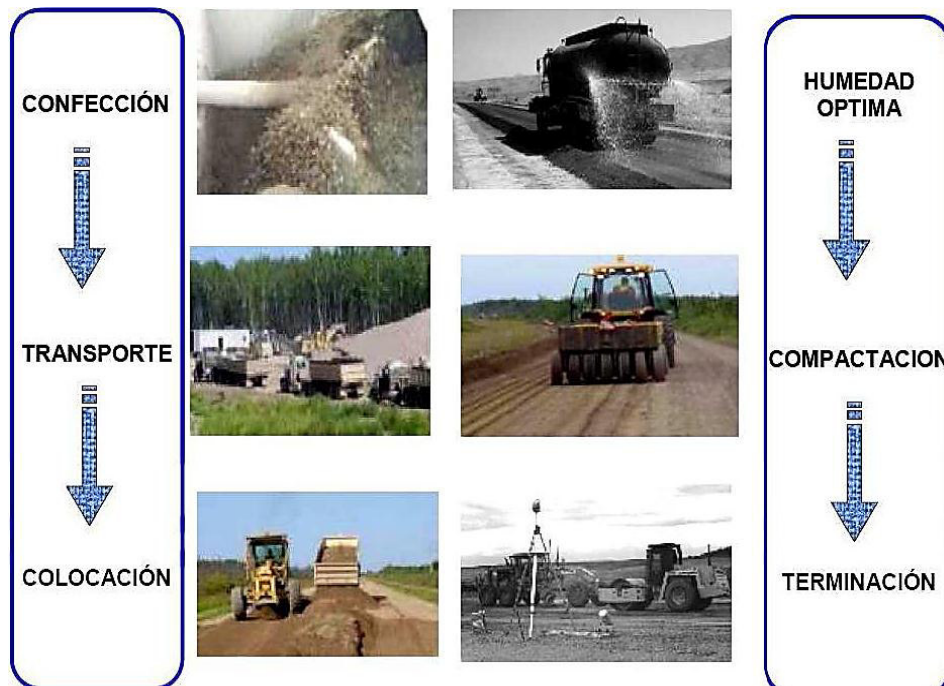 CONFECCIÓN
TRANSPORTE
COLOCACIÓN
HUMEDAD
OPTIMA
COMPACTACION
TERMINACIÓN